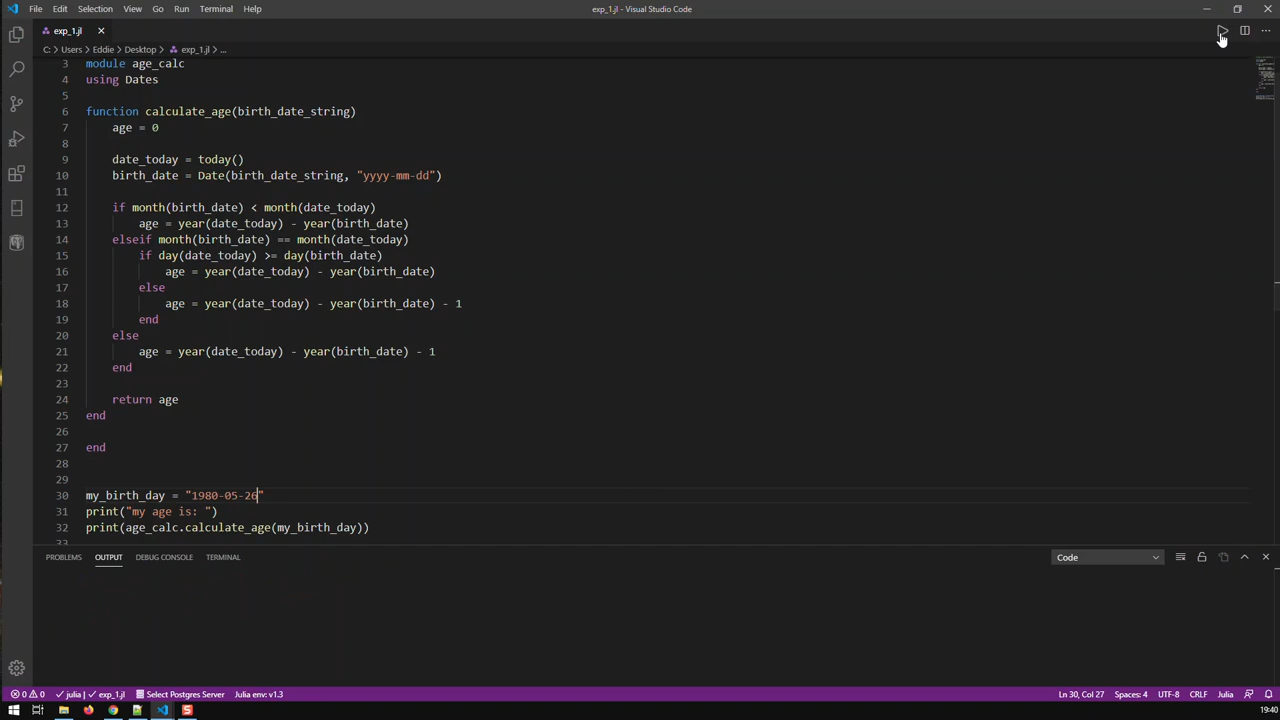 File Edit Selection View Go Run Terminal Help
exp_1.jl - Visual Studio Code
exp_1.jl
C: > Users > Eddie > Desktop > exp_1.jl > ...
3 module age_calc
4 using Dates
5
6 function calculate_age(birth_date_string)
7 age = 0
8
9 date_today = today()
10 birth_date = Date(birth_date_string, "yyyy-mm-dd")
11
12 if month(birth_date) < month(date_today)
13 age = year(date_today) - year(birth_date)
14 elseif month(birth_date) == month(date_today)
15 if day(date_today) >= day(birth_date)
16 age = year(date_today) - year(birth_date)
17 else
18 age = year(date_today) - year(birth_date) - 1
19 end
20 else
21 age = year(date_today) - year(birth_date) - 1
22 end
23
24 return age
25 end
26
27 end
28
29
30 my_birth_day = "1980-05-26"
31 print("my age is: ")
32 print(age_calc.calculate_age(my_birth_day))
33
PROBLEMS OUTPUT DEBUG CONSOLE TERMINAL
Code
0 0 julia | exp_1.jl Select Postgres Server Julia env: v1.3
Ln 30, Col 27 Spaces: 4 UTF-8 CRLF Julia
19:40